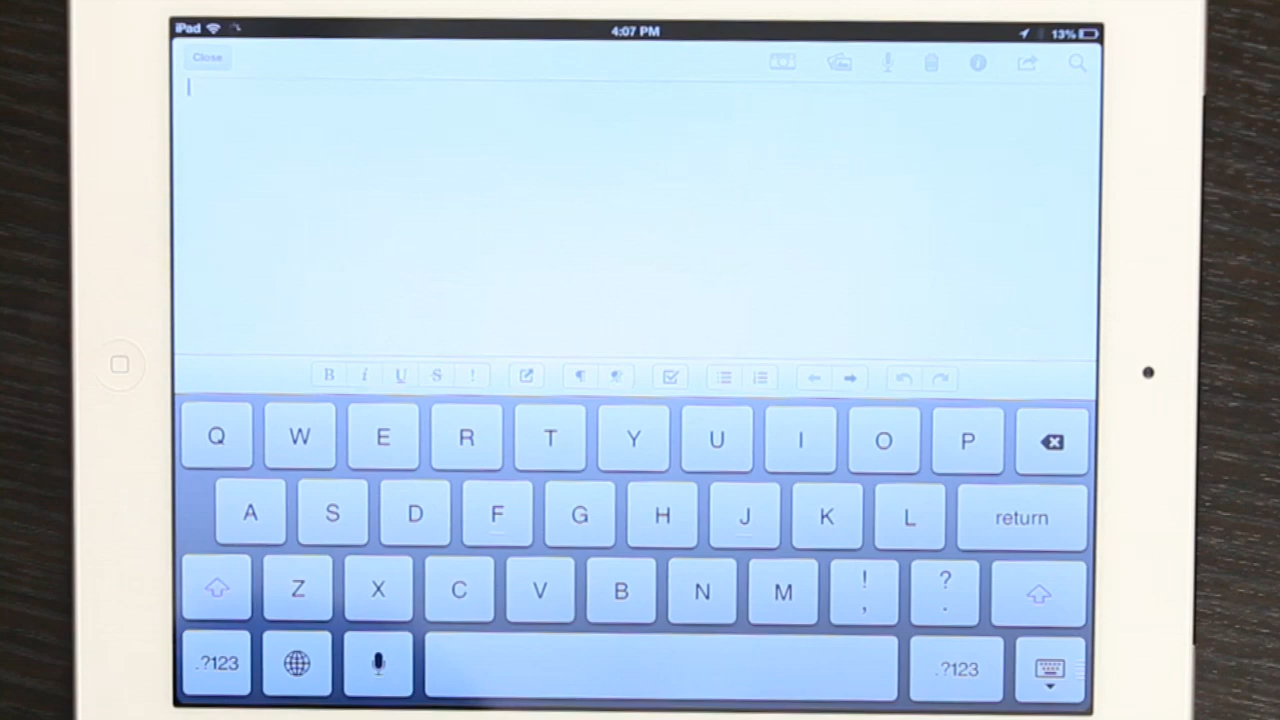 iPad 4:07 PM 13%
Close
B i U S !
Q W E R T Y U I O P
A S D F G H J K L return
Z X C V B N M ! , ? .
.?123 .?123